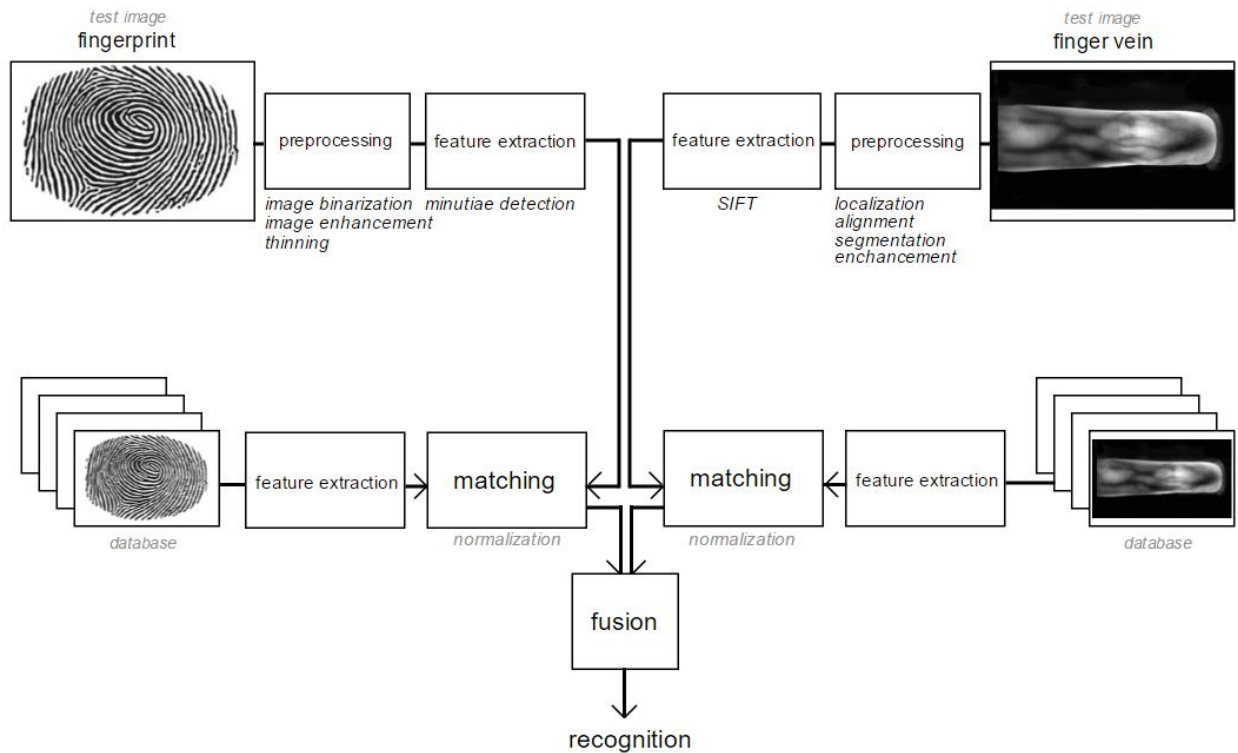 test image
fingerprint
test image
finger vein
preprocessing
feature extraction
feature extraction
preprocessing
image binarization
image enhancement
thinning
minutiae detection
SIFT
localization
alignment
segmentation
enchancement
feature extraction
matching
matching
feature extraction
database
normalization
normalization
database
fusion
recognition